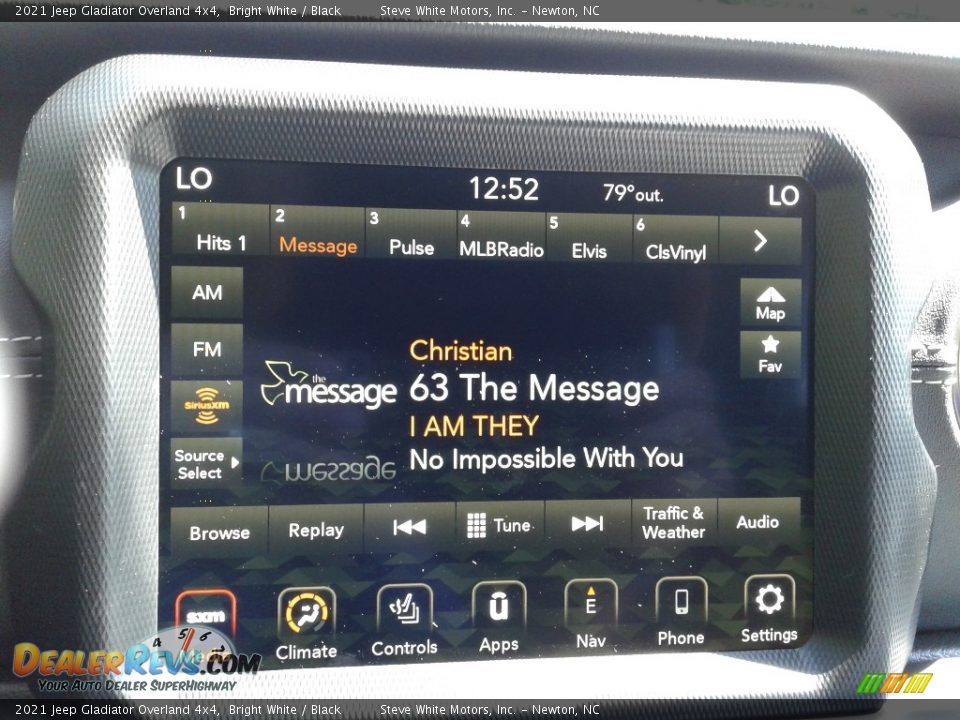 2021 Jeep Gladiator Overland 4x4,  Bright White / Black     Steve White Motors, Inc. – Newton, NC
LO 12:52 79°out. LO
1 2 3 4 5 6
Hits 1 Message Pulse MLBRadio Elvis ClsVinyl
AM
Map
FM
Fav
Christian
the message 63 The Message
SiriusXM
I AM THEY
Source Select
No Impossible With You
message
Browse Replay Tune Traffic & Weather Audio
sxm
E
Climate Controls Apps Nav Phone Settings
4 5 6
DealerRevs.com
Your Auto Dealer SuperHighway
2021 Jeep Gladiator Overland 4x4,  Bright White / Black     Steve White Motors, Inc. – Newton, NC